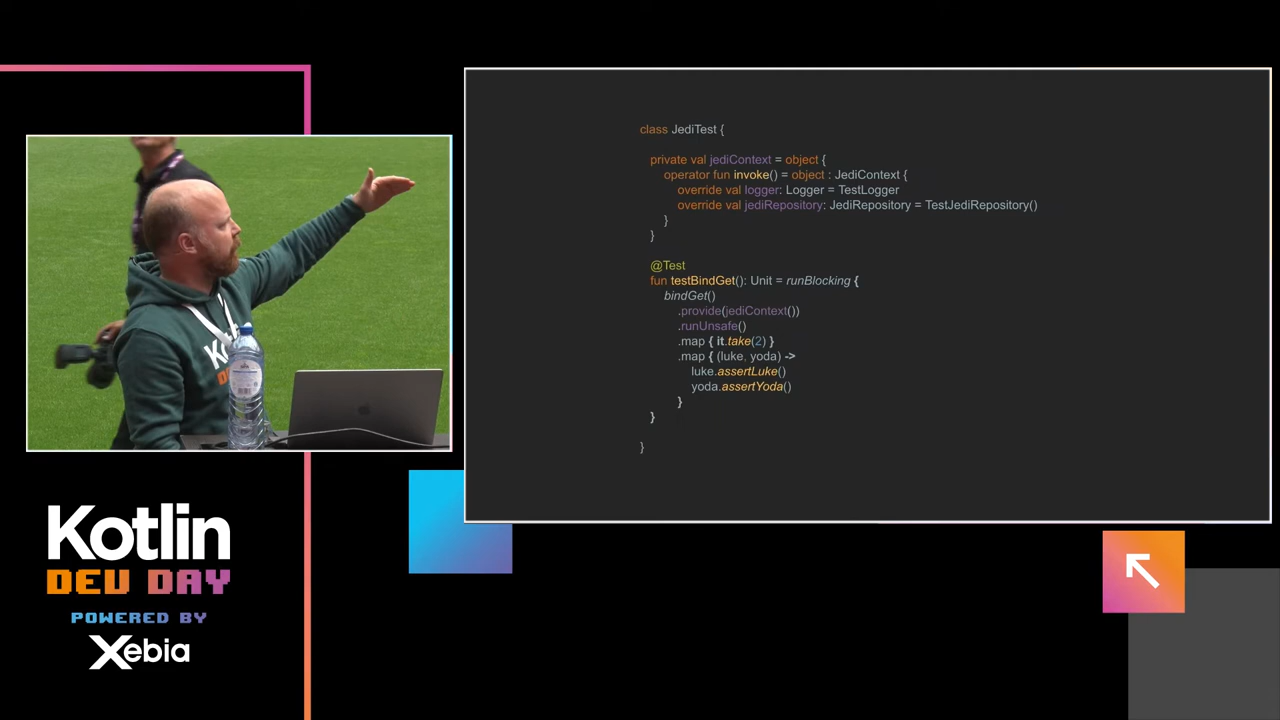 class JediTest {
private val jediContext = object {
operator fun invoke() = object : JediContext {
override val logger: Logger = TestLogger
override val jediRepository: JediRepository = TestJediRepository()
}
}
@Test
fun testBindGet(): Unit = runBlocking {
bindGet()
.provide(jediContext())
.runUnsafe()
.map { it.take(2) }
.map { (luke, yoda) ->
luke.assertLuke()
yoda.assertYoda()
}
}
}
Kotlin
DEV DAY
POWERED BY
Xebia